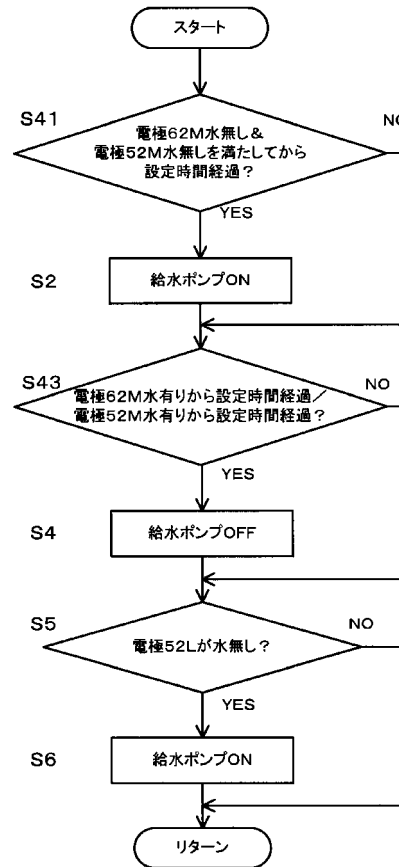 スタート
S41
電極62M水無し&
電極52M水無しを満たしてから
設定時間経過?
NO
YES
S2
給水ポンプON
S43
電極62M水有りから設定時間経過/
電極52M水有りから設定時間経過?
NO
YES
S4
給水ポンプOFF
S5
電極52Lが水無し?
NO
YES
S6
給水ポンプON
リターン